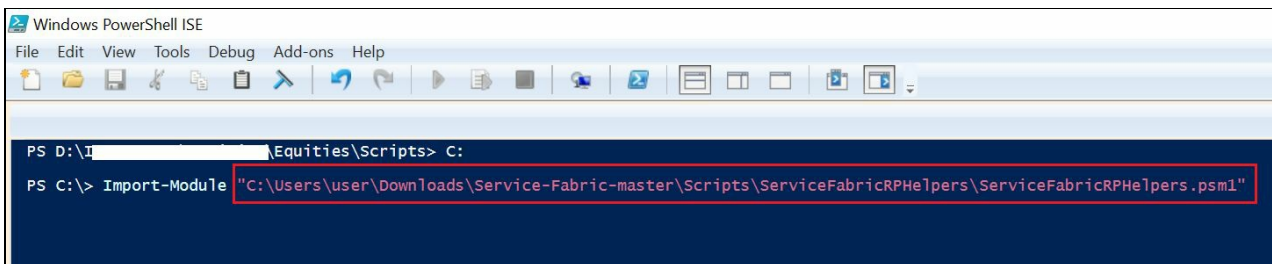 Windows PowerShell ISE
File Edit View Tools Debug Add-ons Help
PS D:\I \Equities\Scripts> C:
PS C:\> Import-Module "C:\Users\user\Downloads\Service-Fabric-master\Scripts\ServiceFabricRPHelpers\ServiceFabricRPHelpers.psm1"